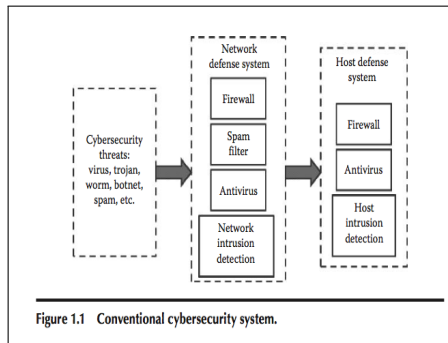 Cybersecurity
threats:
virus, trojan,
worm, botnet,
spam, etc.
Network
defense system
Firewall
Spam
filter
Antivirus
Network
intrusion
detection
Host defense
system
Firewall
Antivirus
Host
intrusion
detection
Figure 1.1 Conventional cybersecurity system.